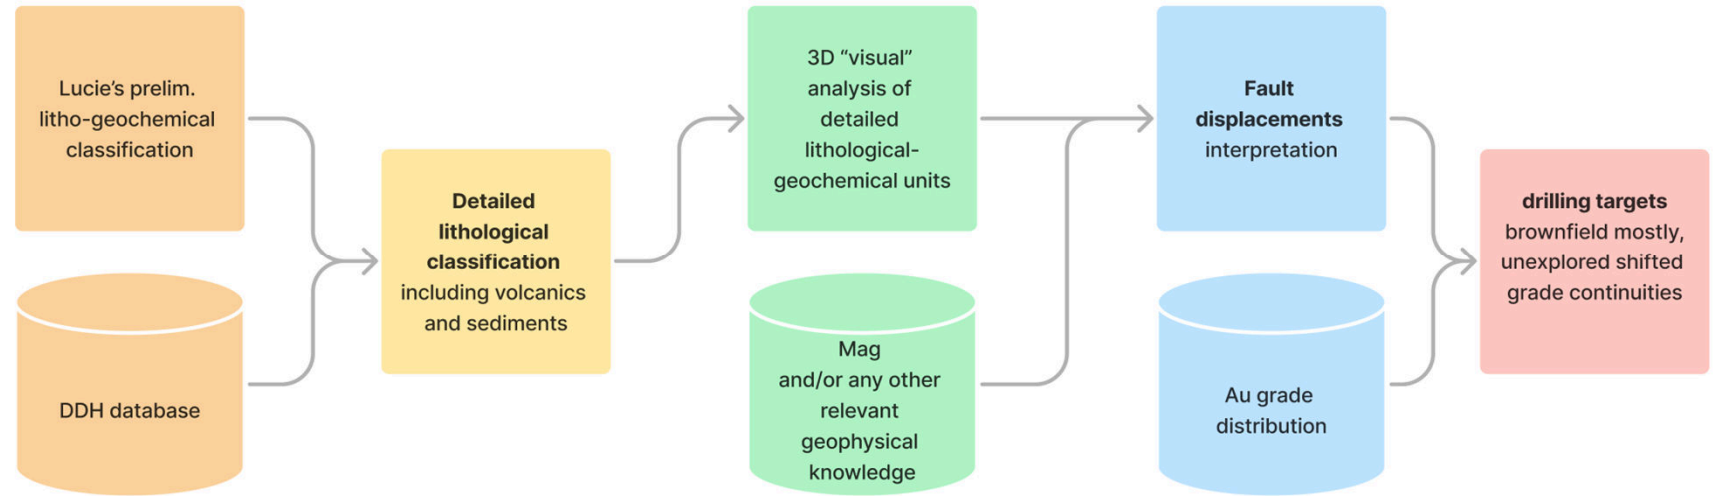 Lucie's prelim.
litho-geochemical
classification
DDH database
Detailed
lithological
classification
including volcanics
and sediments
3D “visual”
analysis of
detailed
lithological-
geochemical units
Mag
and/or any other
relevant
geophysical
knowledge
Fault
displacements
interpretation
Au grade
distribution
drilling targets
brownfield mostly,
unexplored shifted
grade continuities